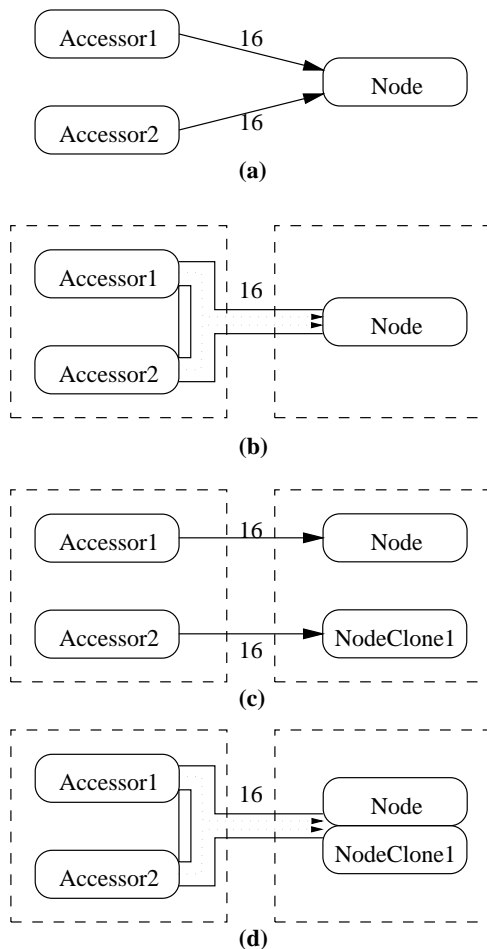 Accessor1
16
Node
Accessor2
16
(a)
Accessor1
16
Node
Accessor2
(b)
Accessor1
16
Node
Accessor2
16
NodeClone1
(c)
Accessor1
16
Node
Accessor2
NodeClone1
(d)